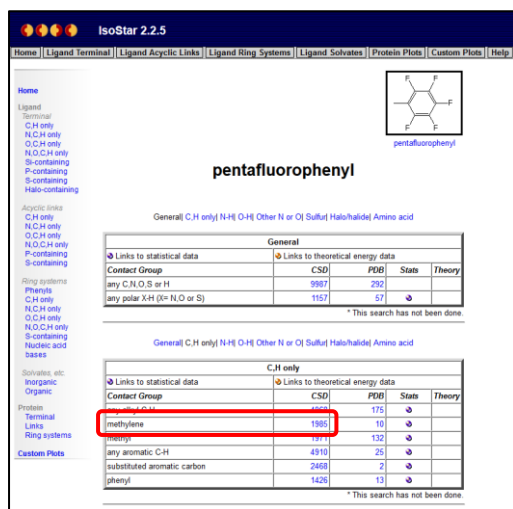 IsoStar 2.2.5
Home Ligand Terminal Ligand Acyclic Links Ligand Ring Systems Ligand Solvates Protein Plots Custom Plots Help
Home
Ligand
Terminal
C,H only
N,C,H only
O,C,H only
N,O,C,H only
Si-containing
P-containing
S-containing
Halo-containing
Acyclic links
C,H only
N,C,H only
O,C,H only
N,O,C,H only
P-containing
S-containing
Ring systems
Phenyls
C,H only
N,C,H only
O,C,H only
N,O,C,H only
S-containing
Nucleic acid
bases
Solvates, etc.
Inorganic
Organic
Protein
Terminal
Links
Ring systems
Custom Plots
F F
F
F F
pentafluorophenyl
pentafluorophenyl
General| C,H only| N-H| O-H| Other N or O| Sulfur| Halo/halide| Amino acid
General
Links to statistical data Links to theoretical energy data
Contact Group CSD PDB Stats Theory
any C,N,O,S or H 9987 292
any polar X-H (X= N,O or S) 1157 57
* This search has not been done.
General| C,H only| N-H| O-H| Other N or O| Sulfur| Halo/halide| Amino acid
C,H only
Links to statistical data Links to theoretical energy data
Contact Group CSD PDB Stats Theory
any alkyl C-H 175
methylene 1985 10
methyl 1971 132
any aromatic C-H 4910 25
substituted aromatic carbon 2468 2
phenyl 1426 13
* This search has not been done.